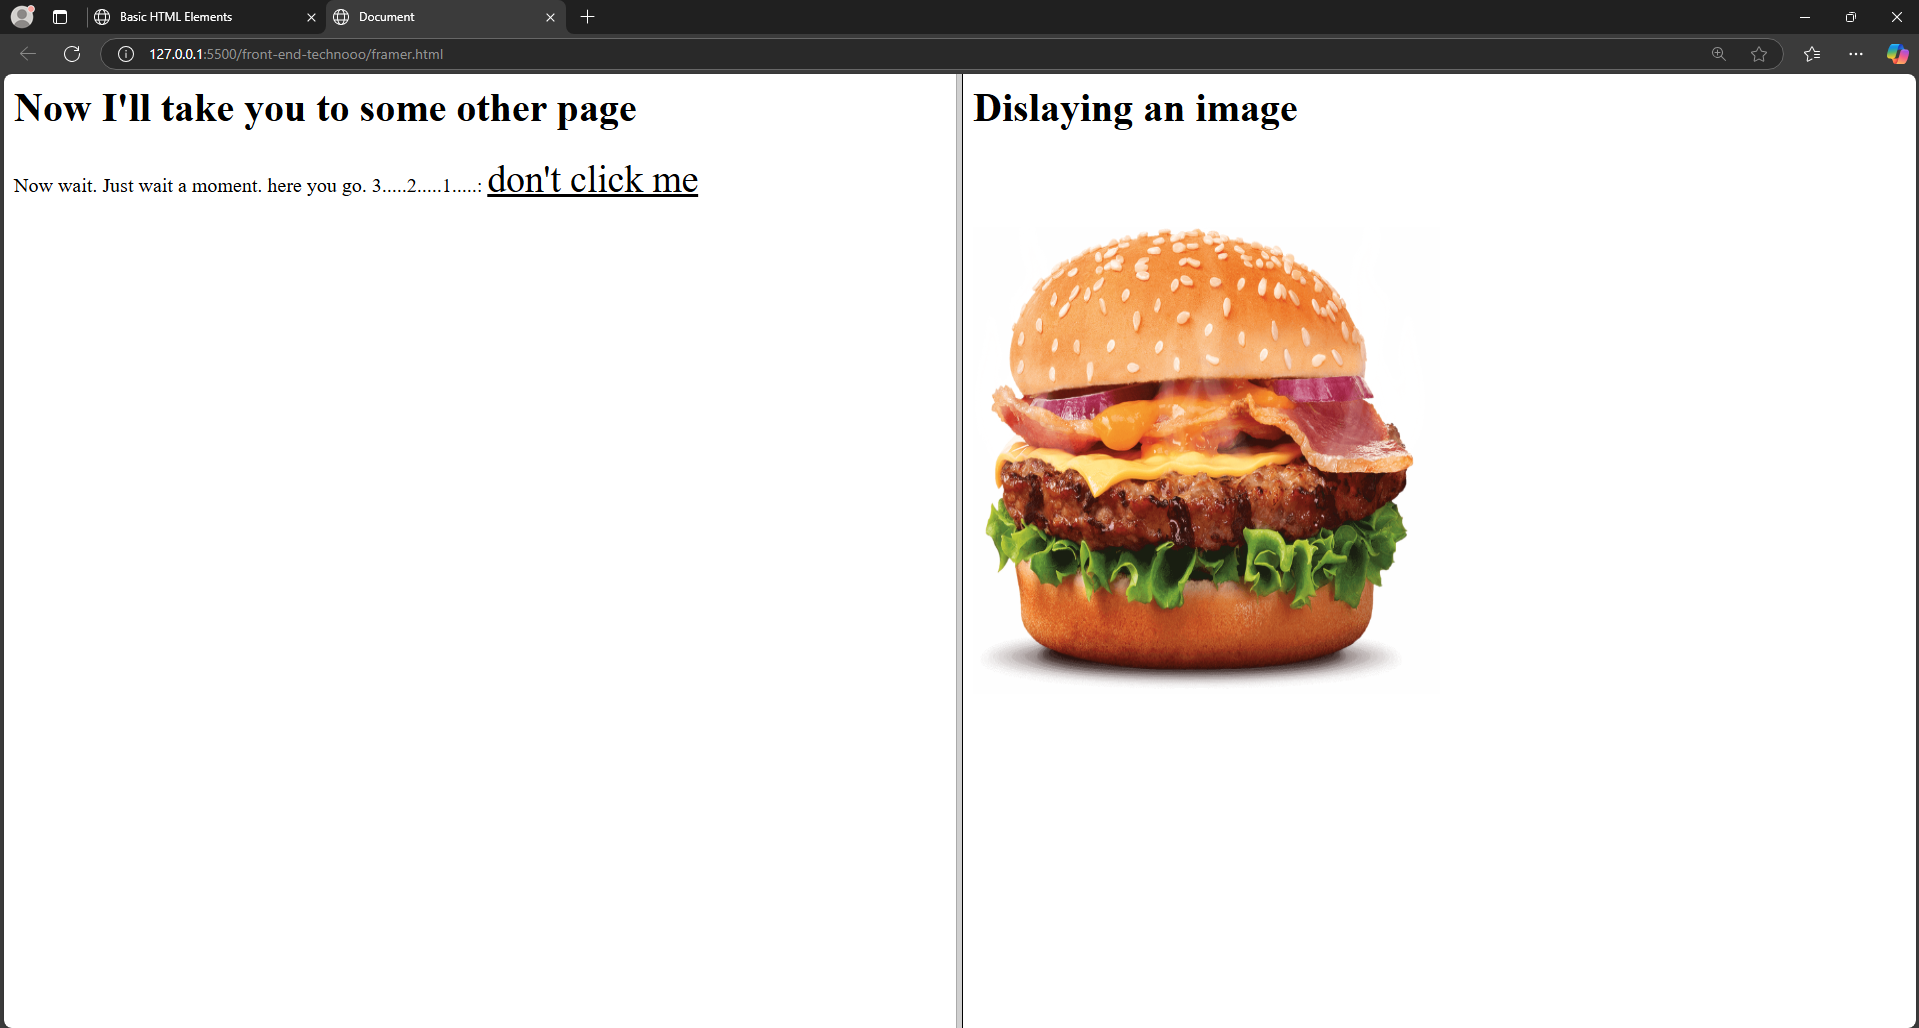 Basic HTML Elements
Document
127.0.0.1:5500/front-end-technooo/framer.html
Now I'll take you to some other page
Now wait. Just wait a moment. here you go. 3.....2.....1.....: don't click me
Dislaying an image